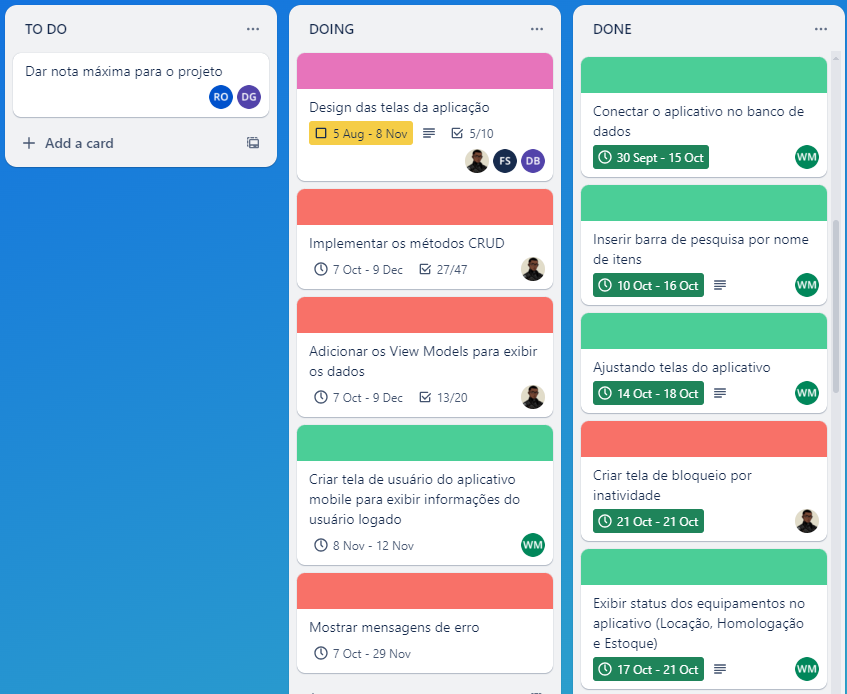 TO DO
Dar nota máxima para o projeto
RO DG
Add a card
DOING
Design das telas da aplicação
5 Aug - 8 Nov 5/10
FS DB
Implementar os métodos CRUD
7 Oct - 9 Dec 27/47
Adicionar os View Models para exibir
os dados
7 Oct - 9 Dec 13/20
Criar tela de usuário do aplicativo
mobile para exibir informações do
usuário logado
8 Nov - 12 Nov WM
Mostrar mensagens de erro
7 Oct - 29 Nov
DONE
Conectar o aplicativo no banco de
dados
30 Sept - 15 Oct WM
Inserir barra de pesquisa por nome
de itens
10 Oct - 16 Oct WM
Ajustando telas do aplicativo
14 Oct - 18 Oct WM
Criar tela de bloqueio por
inatividade
21 Oct - 21 Oct
Exibir status dos equipamentos no
aplicativo (Locação, Homologação
e Estoque)
17 Oct - 21 Oct WM